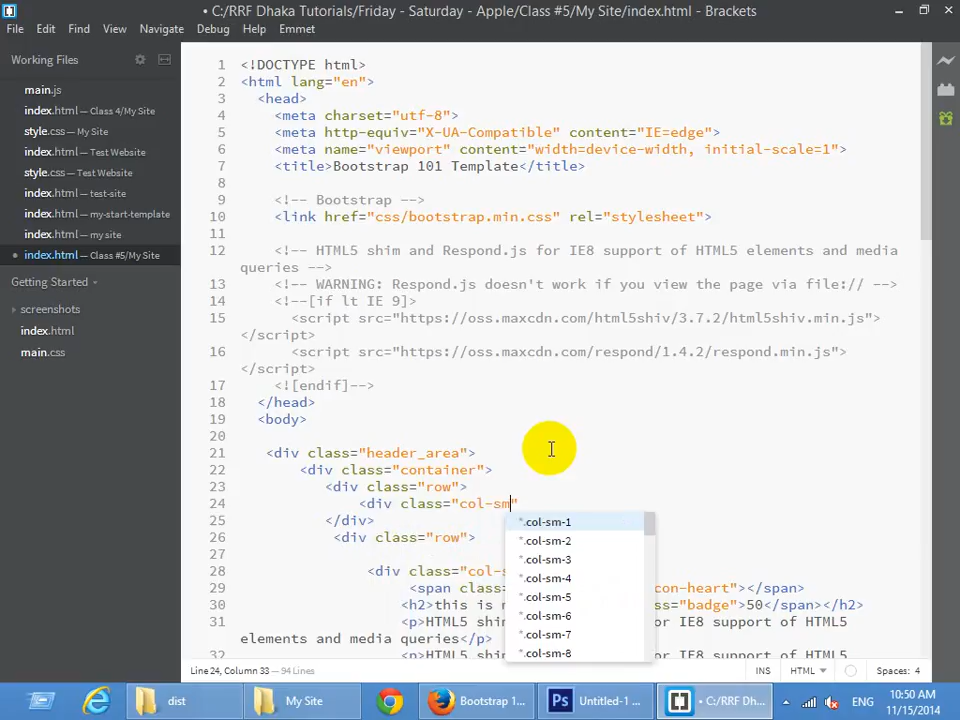 • C:/RRF Dhaka Tutorials/Friday - Saturday - Apple/Class #5/My Site/index.html - Brackets
File Edit Find View Navigate Debug Help Emmet
Working Files
main.js
index.html — Class 4/My Site
style.css — My Site
index.html — Test Website
style.css — Test Website
index.html — test-site
index.html — my-start-template
index.html — my site
index.html — Class #5/My Site
Getting Started
screenshots
index.html
main.css
1 <!DOCTYPE html>
2 <html lang="en">
3 <head>
4 <meta charset="utf-8">
5 <meta http-equiv="X-UA-Compatible" content="IE=edge">
6 <meta name="viewport" content="width=device-width, initial-scale=1">
7 <title>Bootstrap 101 Template</title>
8
9 <!-- Bootstrap -->
10 <link href="css/bootstrap.min.css" rel="stylesheet">
11
12 <!-- HTML5 shim and Respond.js for IE8 support of HTML5 elements and media
queries -->
13 <!-- WARNING: Respond.js doesn't work if you view the page via file:// -->
14 <!--[if lt IE 9]>
15 <script src="https://oss.maxcdn.com/html5shiv/3.7.2/html5shiv.min.js">
</script>
16 <script src="https://oss.maxcdn.com/respond/1.4.2/respond.min.js">
</script>
17 <![endif]-->
18 </head>
19 <body>
20
21 <div class="header_area">
22 <div class="container">
23 <div class="row">
24 <div class="col-sm"
25 </div>
26 <div class="row">
27
28 <div class="col-s
29 <span class con-heart"></span>
30 <h2>this is ass="badge">50</span></h2>
31 <p>HTML5 shi or IE8 support of HTML5
elements and media queries</p>
32 <p>HTML5 shi or IE8 support of HTML5
*.col-sm-1
*.col-sm-2
*.col-sm-3
*.col-sm-4
*.col-sm-5
*.col-sm-6
*.col-sm-7
*.col-sm-8
Line 24, Column 33 — 94 Lines INS HTML Spaces: 4
dist My Site Bootstrap 1... Ps Untitled-1 ... • C:/RRF Dh... ENG 10:50 AM
11/15/2014